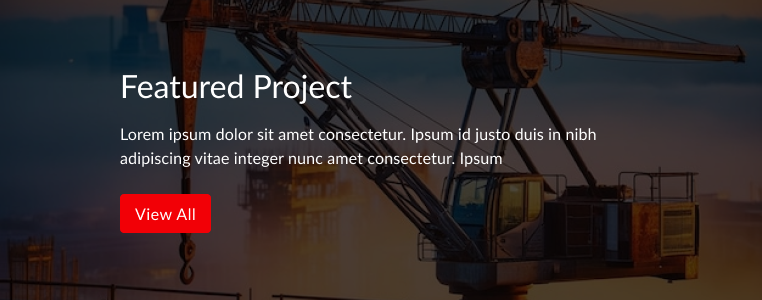 Featured Project
Lorem ipsum dolor sit amet consectetur. Ipsum id justo duis in nibh
adipiscing vitae integer nunc amet consectetur. Ipsum
View All